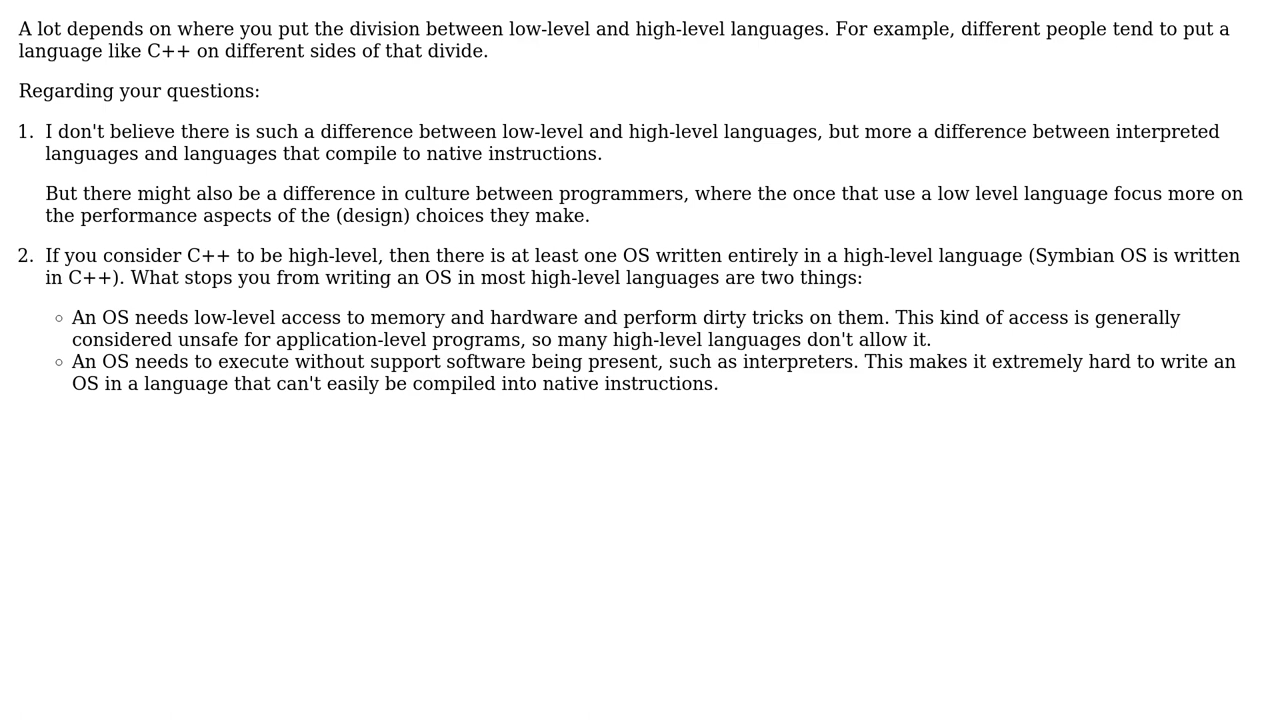 A lot depends on where you put the division between low-level and high-level languages. For example, different people tend to put a
language like C++ on different sides of that divide.
Regarding your questions:
1. I don't believe there is such a difference between low-level and high-level languages, but more a difference between interpreted
languages and languages that compile to native instructions.
But there might also be a difference in culture between programmers, where the once that use a low level language focus more on
the performance aspects of the (design) choices they make.
2. If you consider C++ to be high-level, then there is at least one OS written entirely in a high-level language (Symbian OS is written
in C++). What stops you from writing an OS in most high-level languages are two things:
◦ An OS needs low-level access to memory and hardware and perform dirty tricks on them. This kind of access is generally
considered unsafe for application-level programs, so many high-level languages don't allow it.
◦ An OS needs to execute without support software being present, such as interpreters. This makes it extremely hard to write an
OS in a language that can't easily be compiled into native instructions.